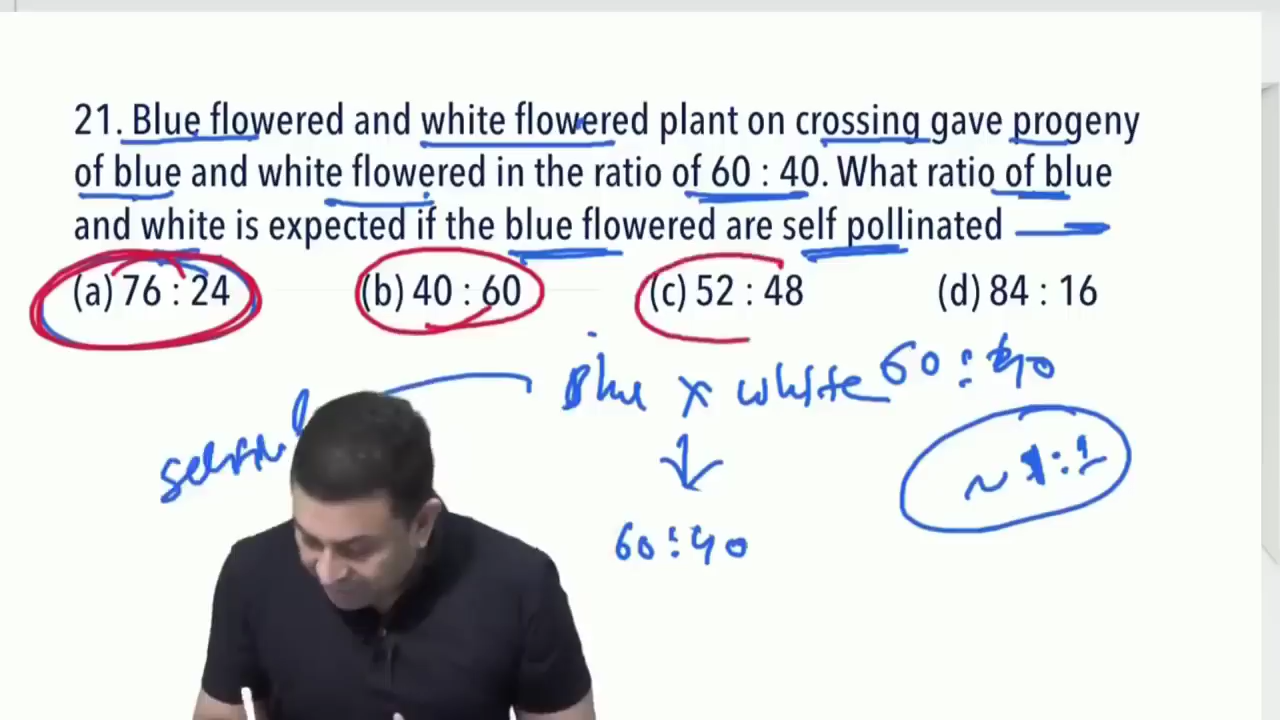 21. Blue flowered and white flowered plant on crossing gave progeny
of blue and white flowered in the ratio of 60 : 40. What ratio of blue
and white is expected if the blue flowered are self pollinated
(a) 76 : 24 (b) 40 : 60 (c) 52 : 48 (d) 84 : 16
Blue x white 60 : 40
~ 1 : 1
60 : 40